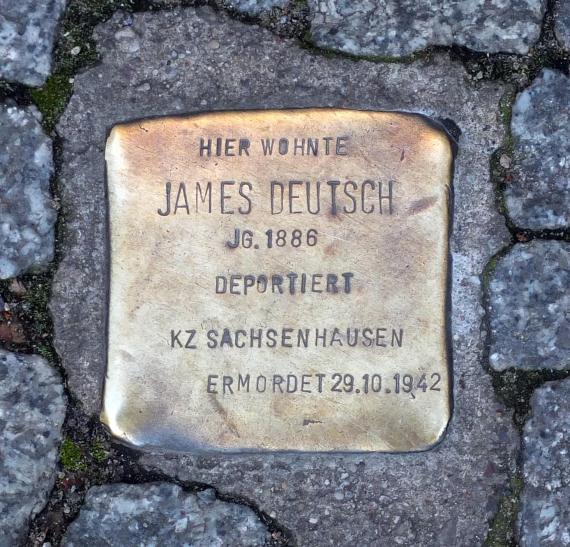 HIER WOHNTE
JAMES DEUTSCH
JG. 1886
DEPORTIERT
KZ SACHSENHAUSEN
ERMORDET 29.10.1942